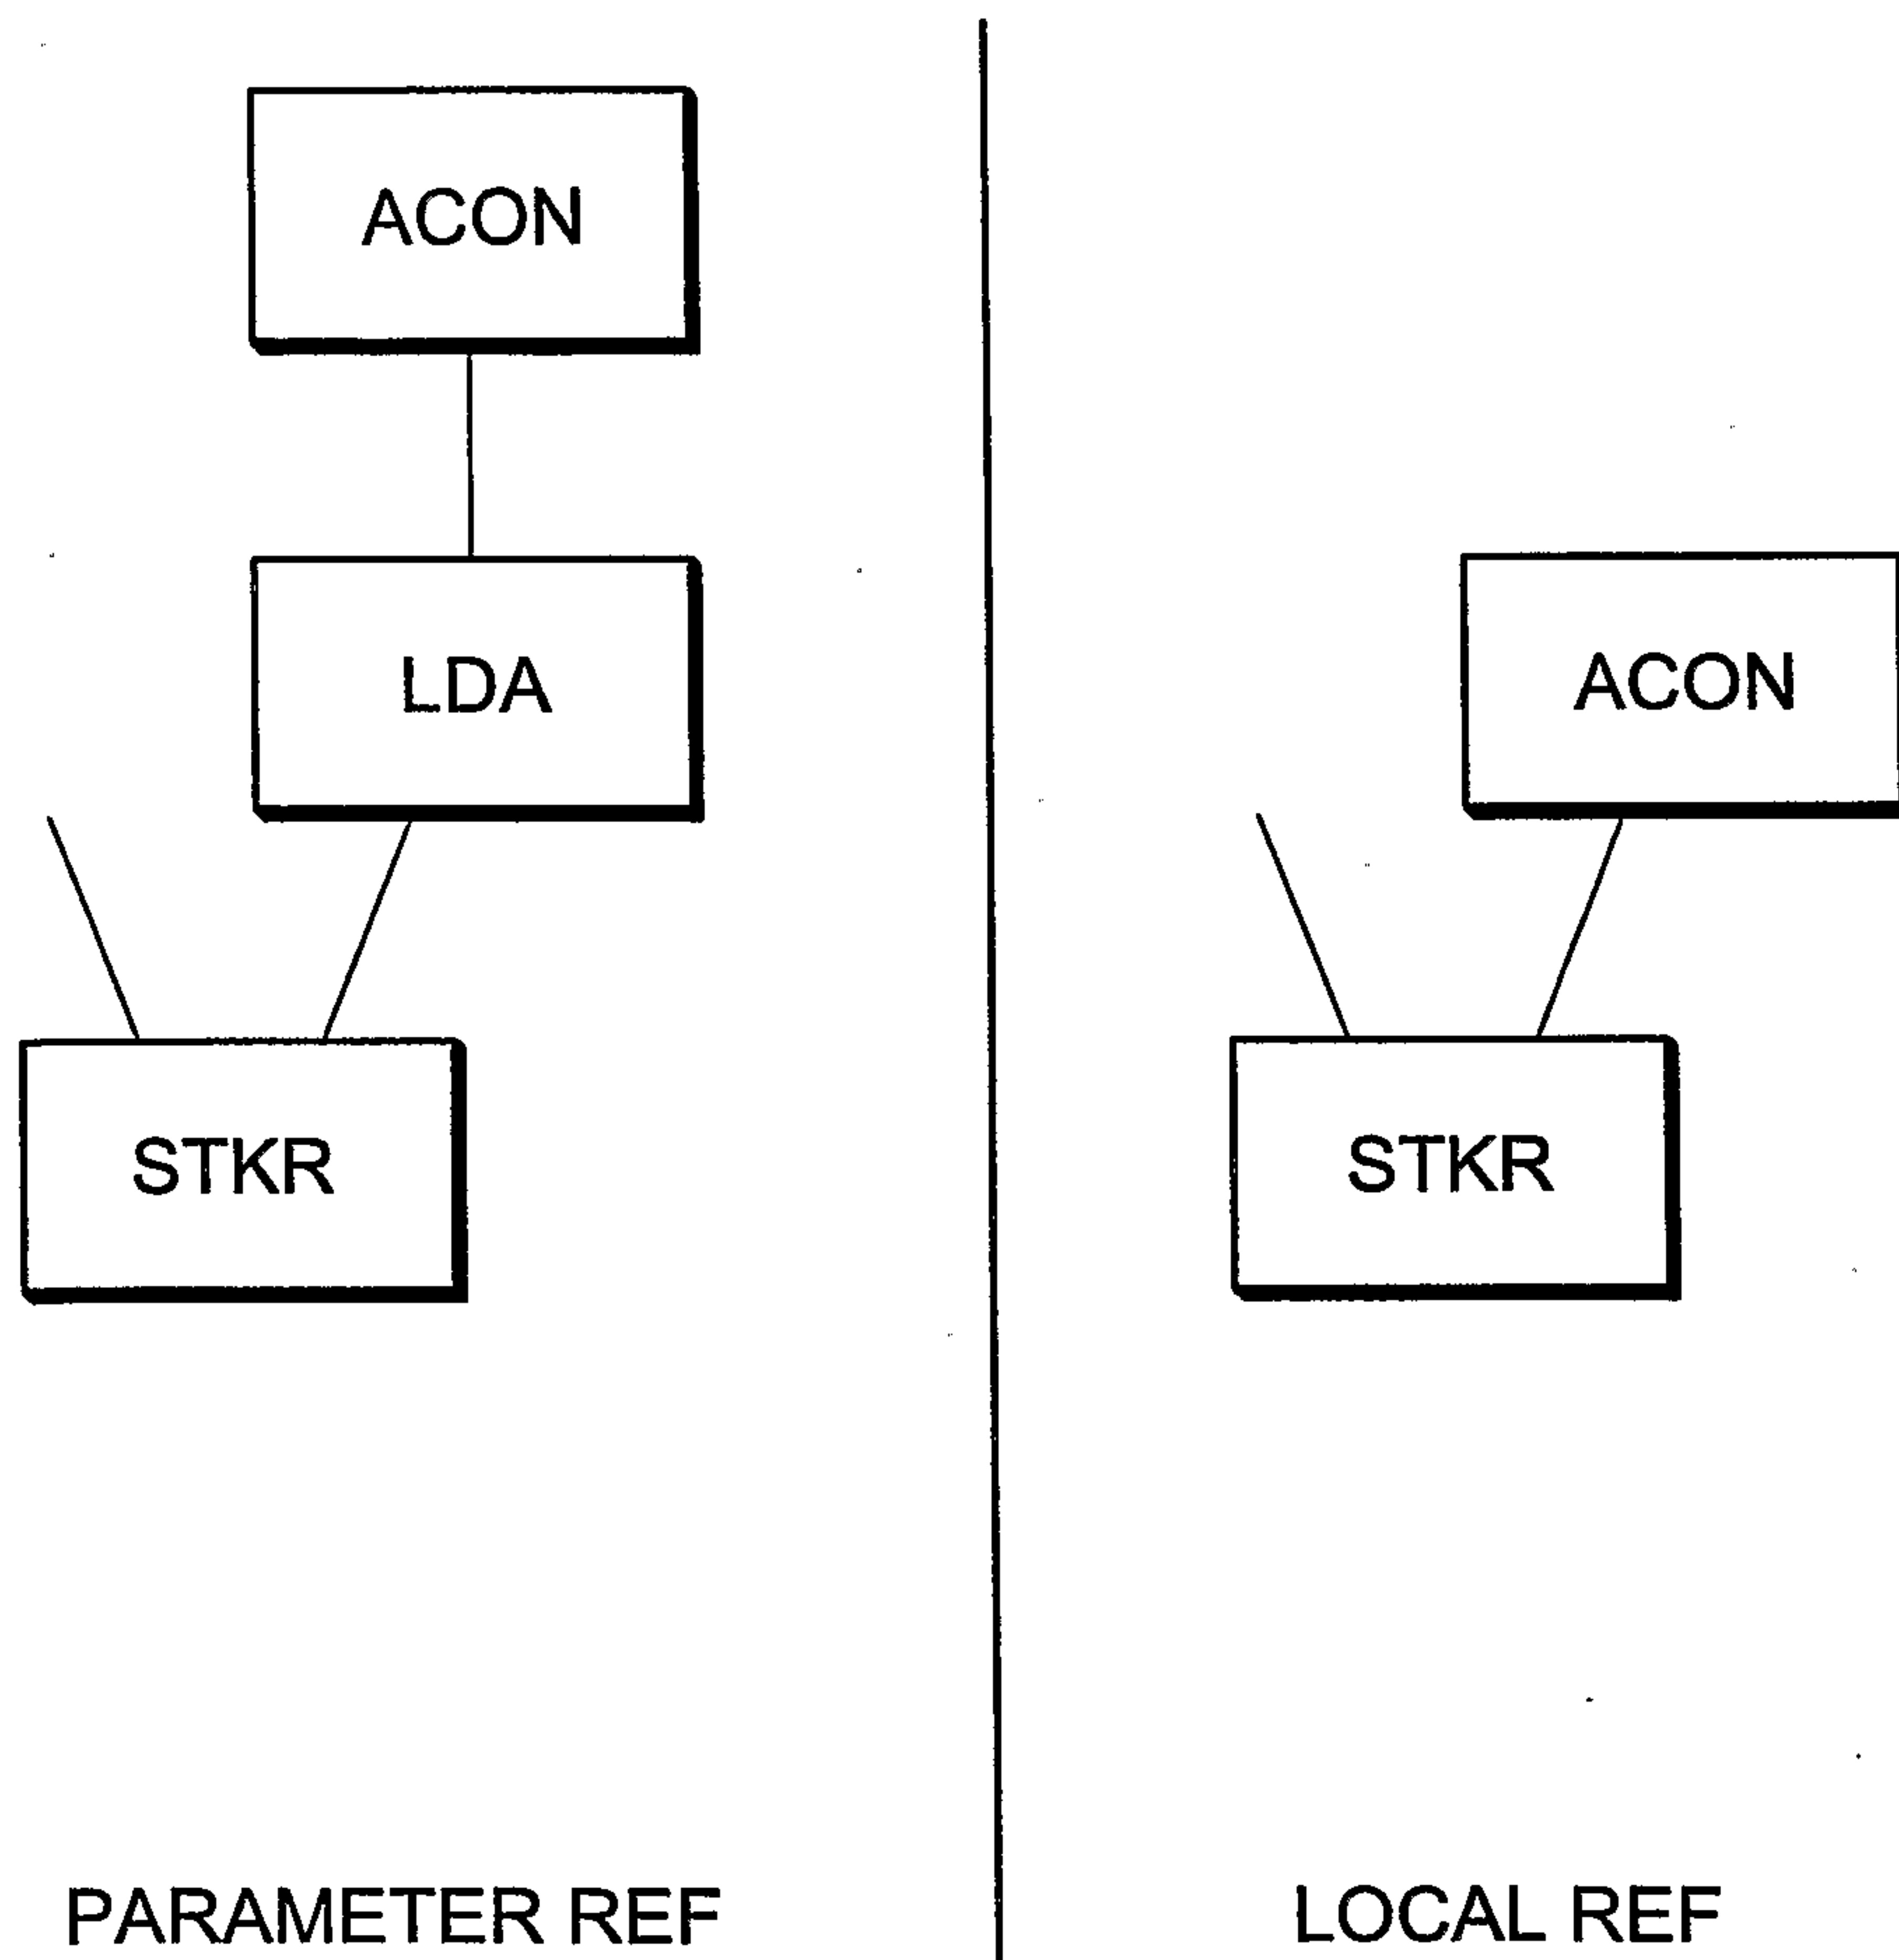 ACON
LDA
STKR
PARAMETER REF
ACON
STKR
LOCAL REF